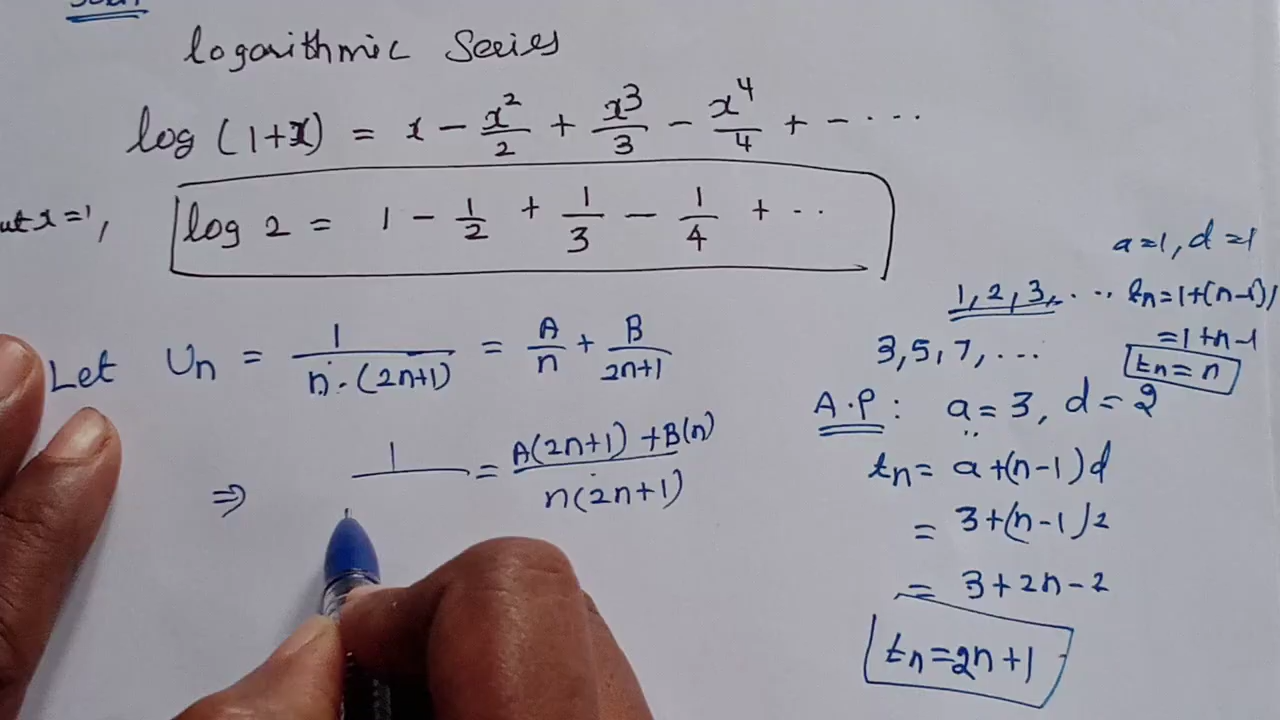 Logarithmic Series
log (1+x) = x - x²/2 + x³/3 - x⁴/4 + - ....
ut x=1,
log 2 = 1 - 1/2 + 1/3 - 1/4 + ..
Let Un = 1/(n.(2n+1)) = A/n + B/(2n+1)
⇒ 1/ = (A(2n+1) + B(n))/(n(2n+1))
a=1, d=1
1, 2, 3, ... tn=1+(n-1)1
=1+n-1
tn = n
3, 5, 7, ...
A.P: a = 3, d = 2
tn = a+(n-1)d
= 3+(n-1)2
= 3+2n-2
tn=2n+1